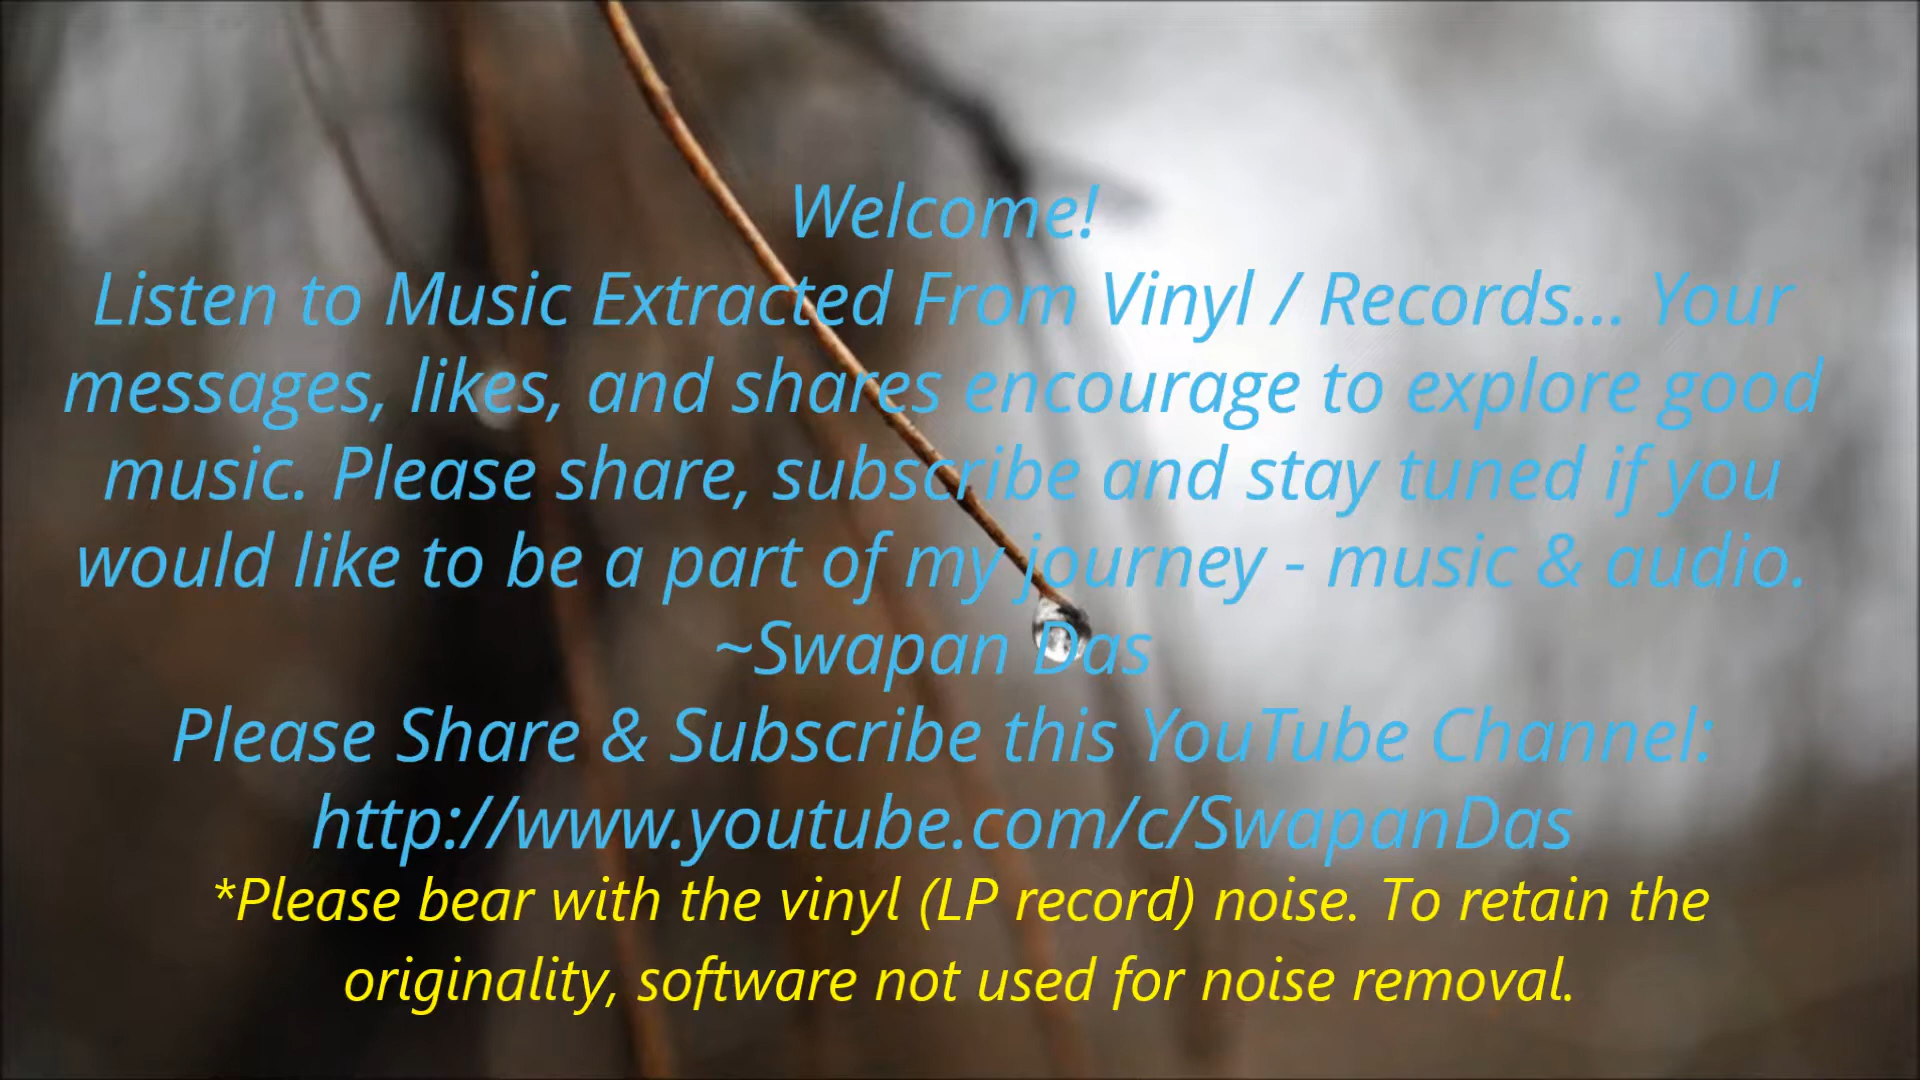 Welcome!
Listen to Music Extracted From Vinyl / Records... Your
messages, likes, and shares encourage to explore good
music. Please share, subscribe and stay tuned if you
would like to be a part of my journey - music & audio.
~Swapan Das
Please Share & Subscribe this YouTube Channel:
http://www.youtube.com/c/SwapanDas
*Please bear with the vinyl (LP record) noise. To retain the
originality, software not used for noise removal.